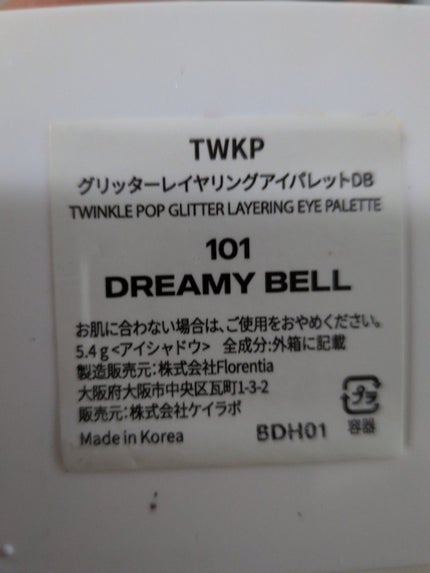 TWKP
グリッターレイヤリングアイパレットDB
TWINKLE POP GLITTER LAYERING EYE PALETTE
101
DREAMY BELL
お肌に合わない場合は、ご使用をおやめください。
5.4g<アイシャドウ> 全成分:外箱に記載
製造販売元:株式会社Florentia
大阪府大阪市中央区瓦町1-3-2
販売元:株式会社ケイラボ
プラ
Made in Korea BDH01 容器